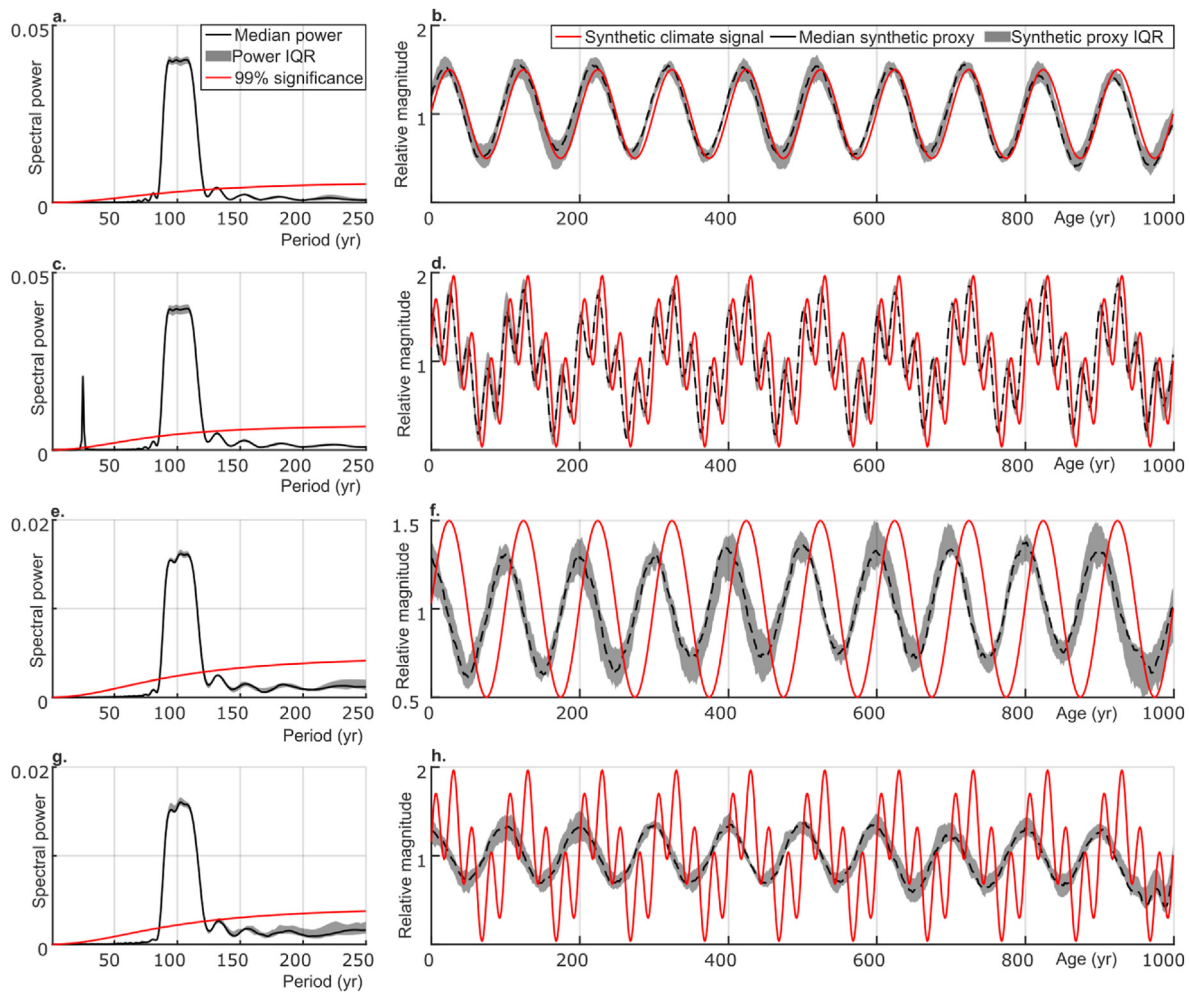 a.
0.05
Spectral power
0
Median power
Power IQR
99% significance
50 100 150 200 250
Period (yr)
b.
2
Relative magnitude
1
Synthetic climate signal Median synthetic proxy Synthetic proxy IQR
0 200 400 600 800 Age (yr) 1000
c.
0.05
Spectral power
0
50 100 150 200 250
Period (yr)
d.
2
Relative magnitude
1
0 200 400 600 800 Age (yr) 1000
e.
0.02
Spectral power
0
50 100 150 200 250
Period (yr)
f.
1.5
Relative magnitude
1.0
0.5
0 200 400 600 800 Age (yr) 1000
g.
0.02
Spectral power
0
50 100 150 200 250
Period (yr)
h.
2
Relative magnitude
1
0 200 400 600 800 Age (yr) 1000